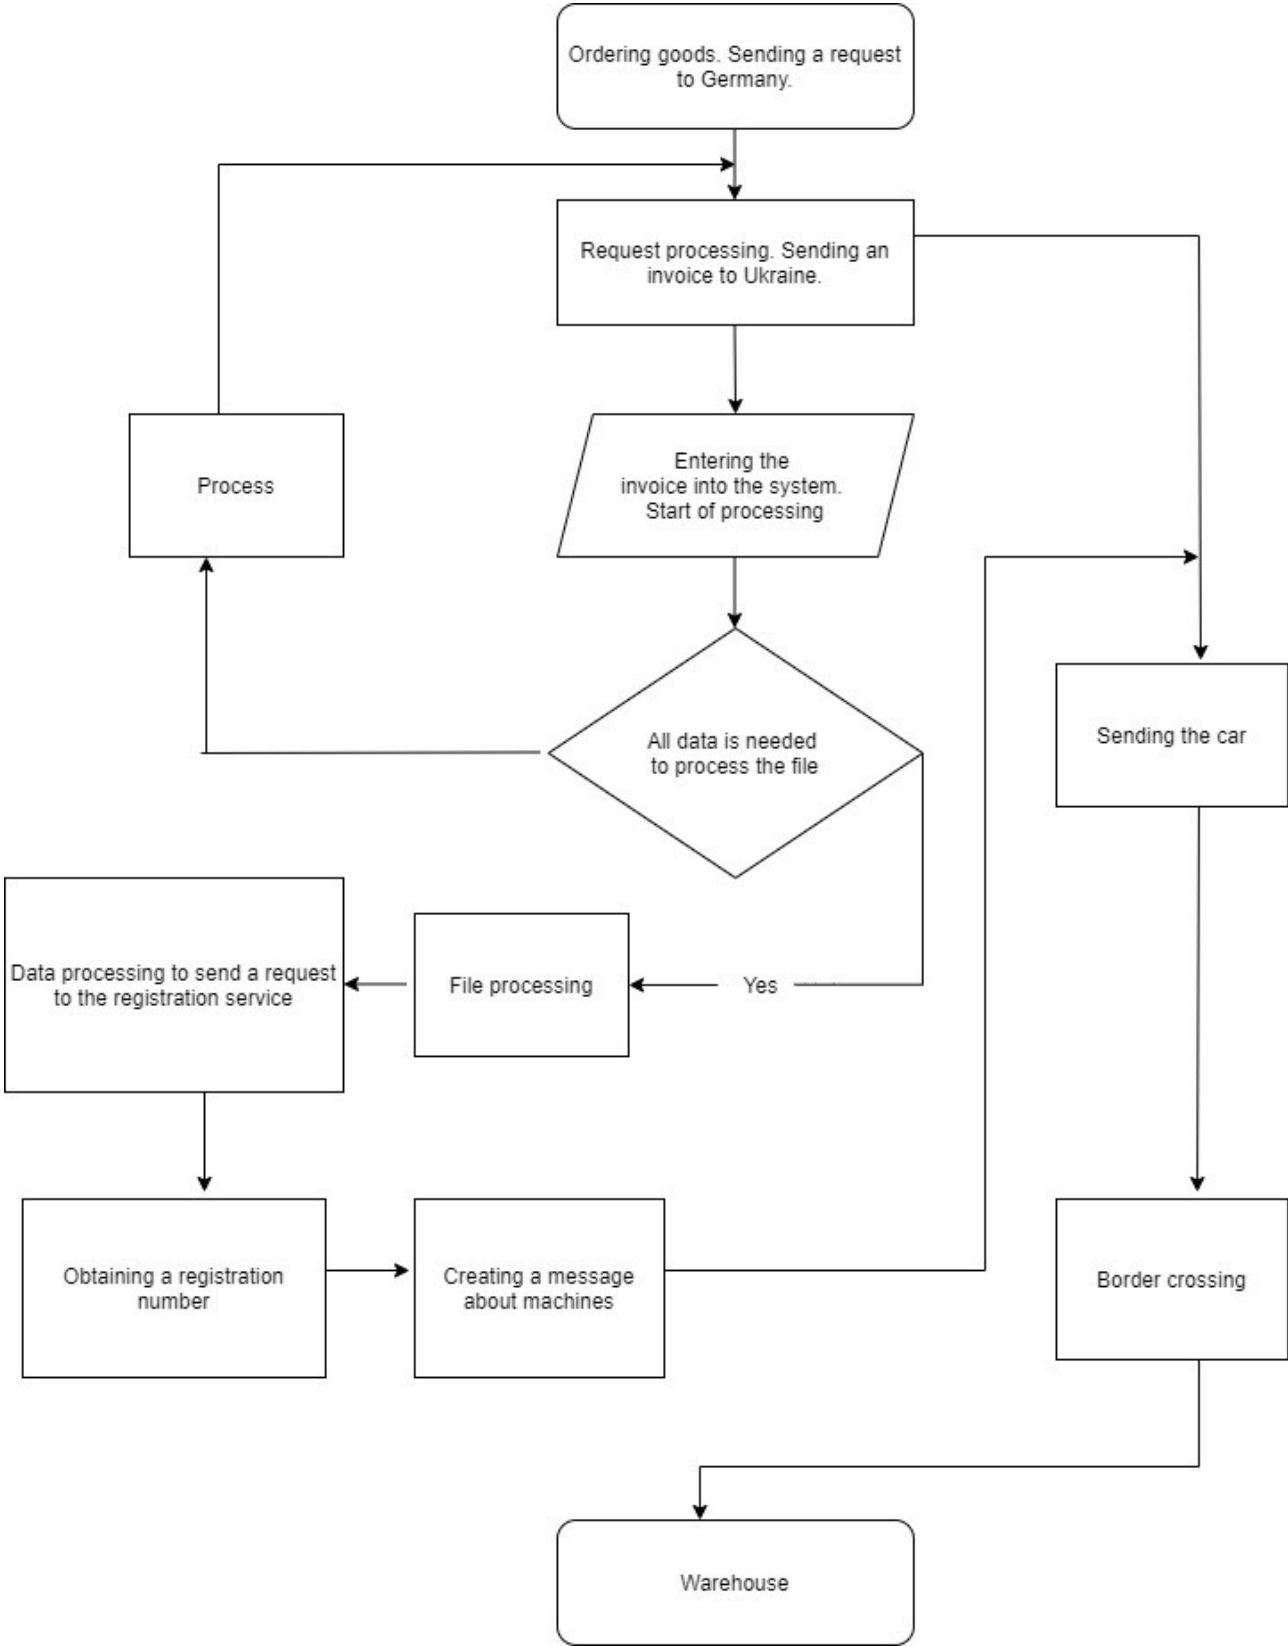 Ordering goods. Sending a request
to Germany.
Request processing. Sending an
invoice to Ukraine.
Process
Entering the
invoice into the system.
Start of processing
All data is needed
to process the file
Sending the car
Data processing to send a request
to the registration service
File processing
Yes
Obtaining a registration
number
Creating a message
about machines
Border crossing
Warehouse